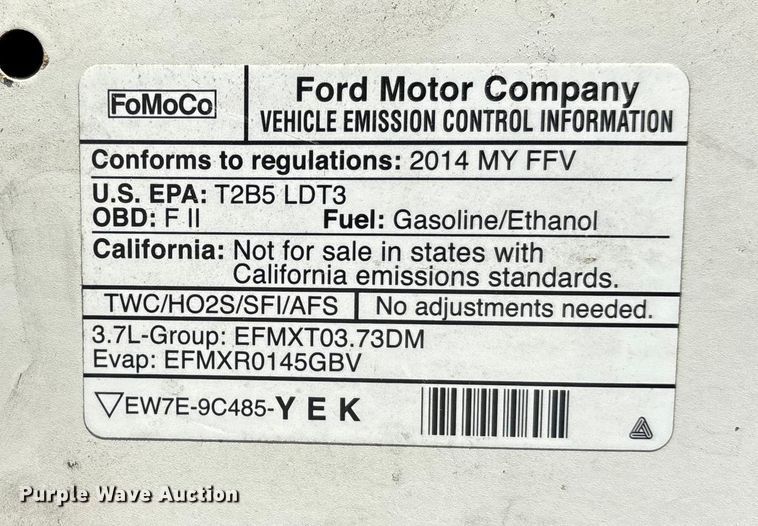 FoMoCo
Ford Motor Company
VEHICLE EMISSION CONTROL INFORMATION
Conforms to regulations: 2014 MY FFV
U.S. EPA: T2B5 LDT3
OBD: F II Fuel: Gasoline/Ethanol
California: Not for sale in states with
California emissions standards.
TWC/HO2S/SFI/AFS No adjustments needed.
3.7L-Group: EFMXT03.73DM
Evap: EFMXR0145GBV
EW7E-9C485-YEK
Purple Wave Auction